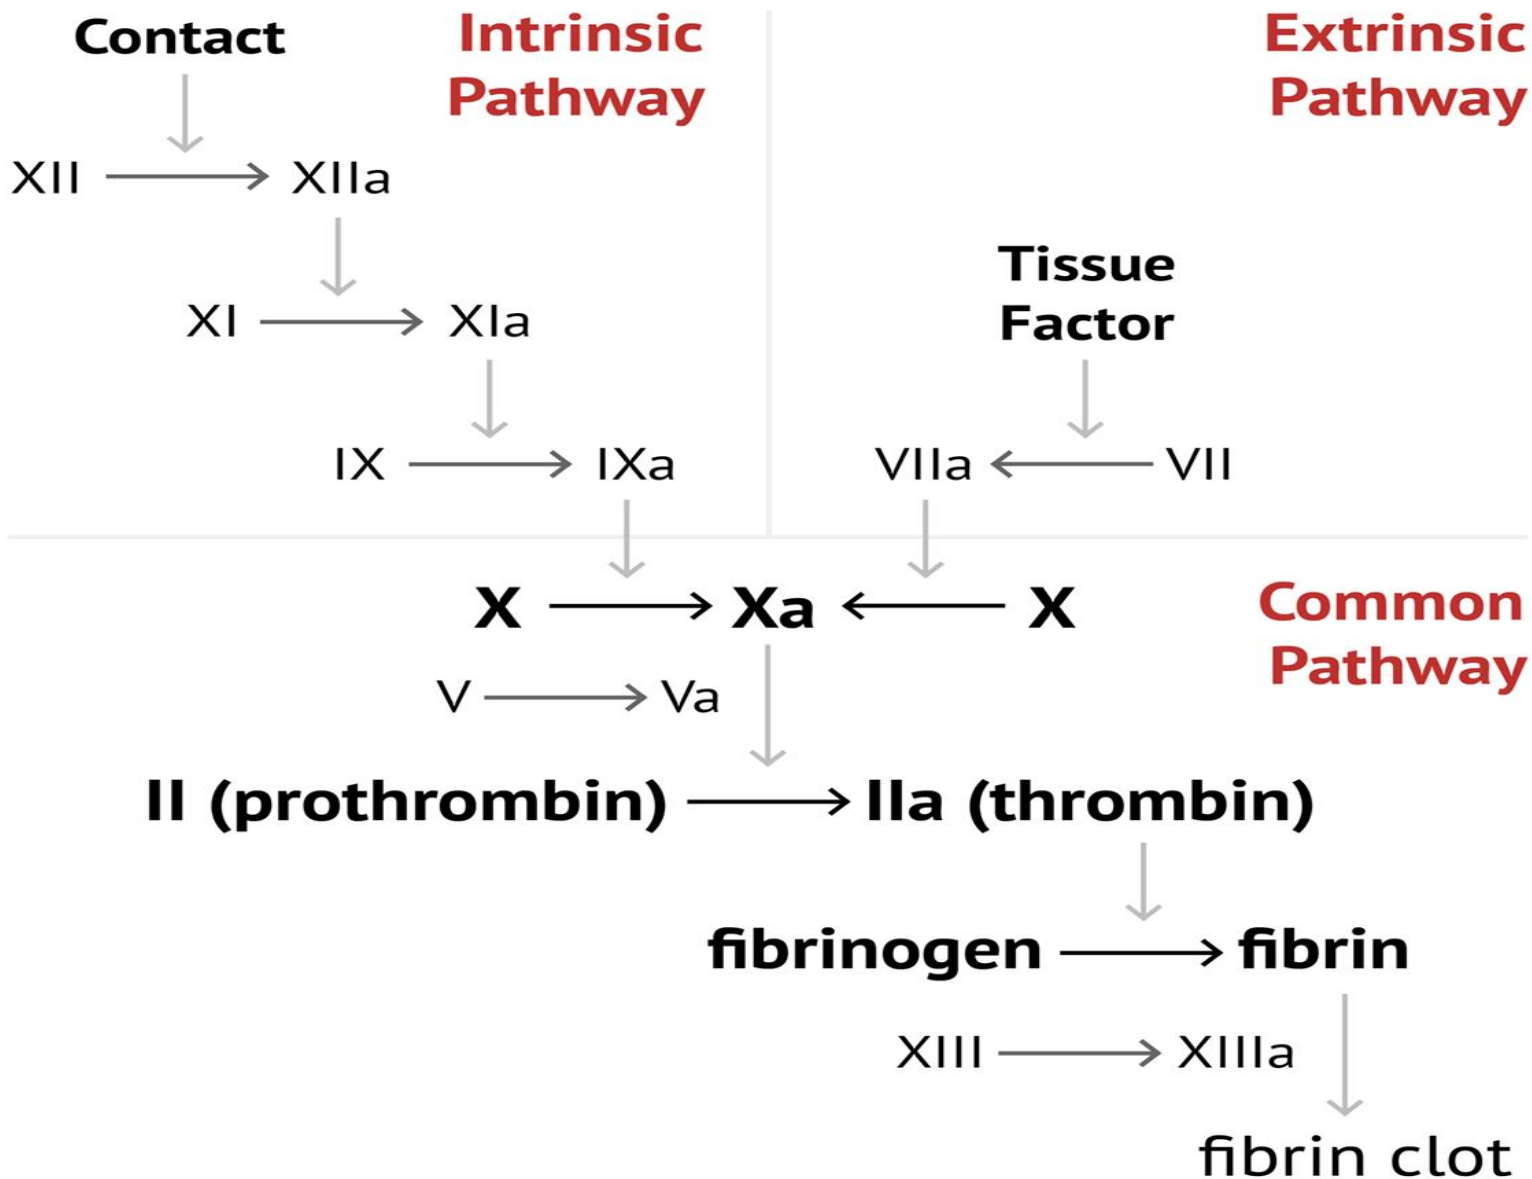 Contact
Intrinsic
Pathway
Extrinsic
Pathway
XII XIIa
Tissue
Factor
XI XIa
IX IXa VIIa VII
X Xa X
Common
Pathway
V Va
II (prothrombin) IIa (thrombin)
fibrinogen fibrin
XIII XIIIa
fibrin clot